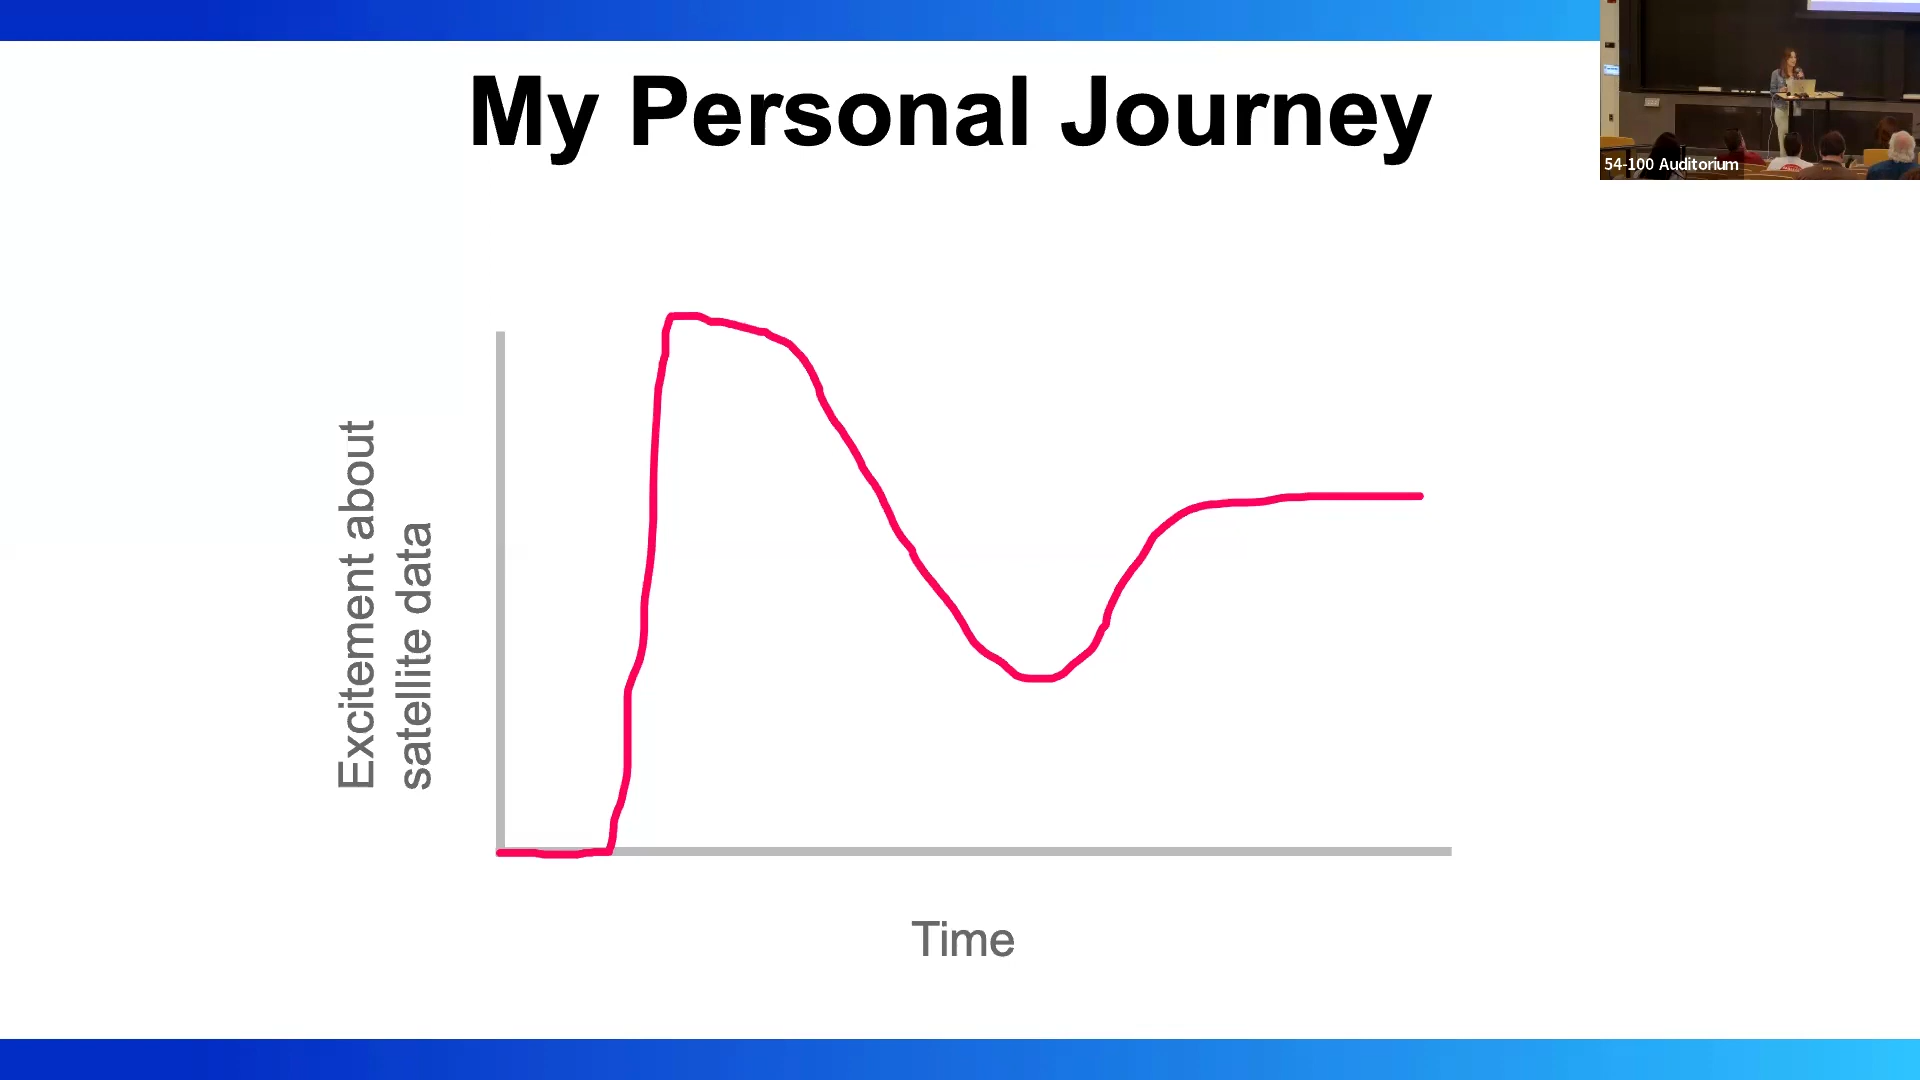 My Personal Journey
54-100 Auditorium
Excitement about
satellite data
Time